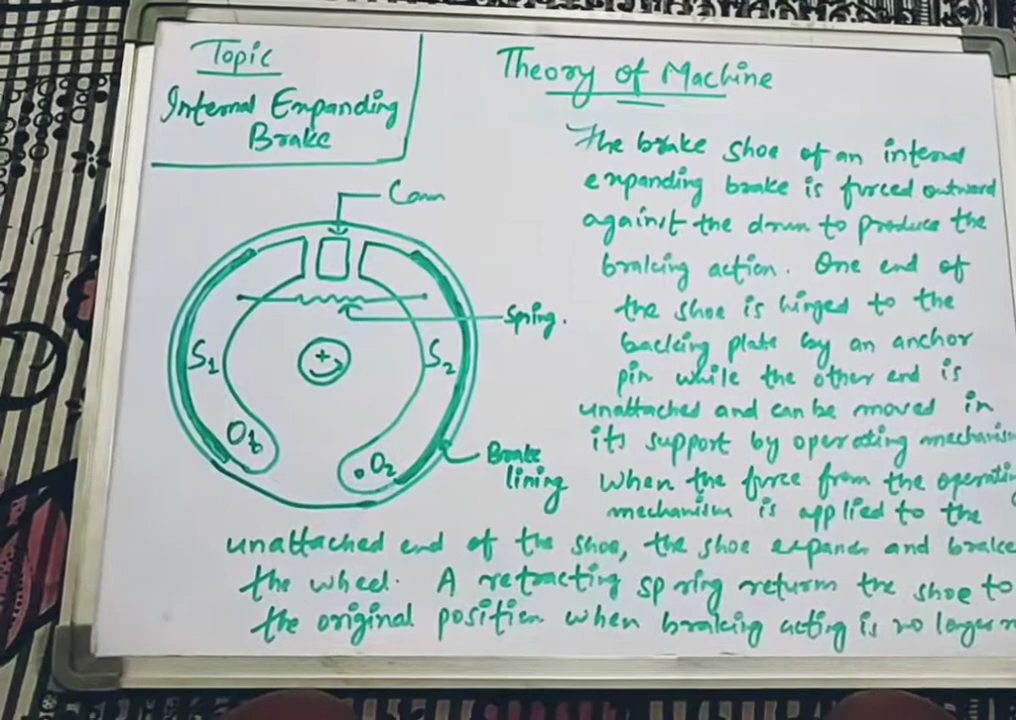 Topic
Internal Expanding
Brake
Theory of Machine
Cam
Spring.
S1
S2
O1
O2
Brake
lining
The brake shoe of an internal
expanding brake is forced outward
against the drum to produce the
braking action. One end of
the shoe is hinged to the
backing plate by an anchor
pin while the other end is
unattached and can be moved in
its support by operating mechanism
When the force from the operatin
mechanism is applied to the
unattached end of the shoe, the shoe expands and brake
the wheel. A retracting spring return the shoe to
the original position when braking acting is no longer